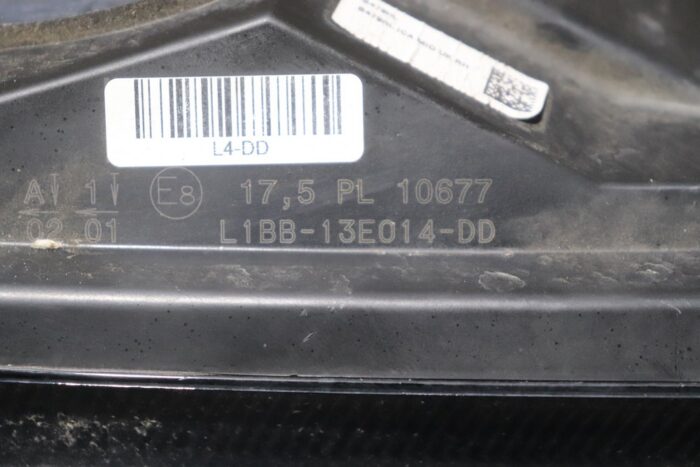 L4-DD
A 1 E8 17,5 PL 10677
02 01 L1BB-13E014-DD